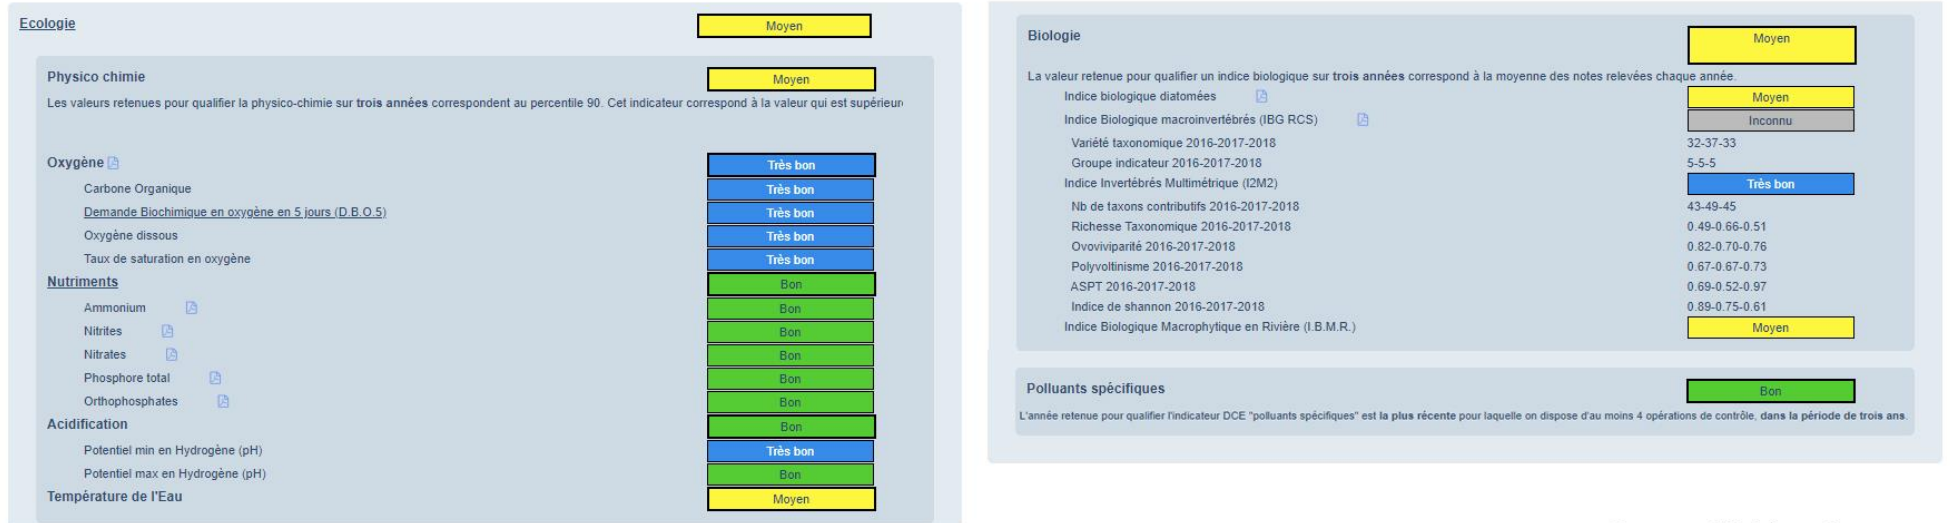 Ecologie Moyen
Physico chimie Moyen
Les valeurs retenues pour qualifier la physico-chimie sur trois années correspondent au percentile 90. Cet indicateur correspond à la valeur qui est supérieure
Oxygène Très bon
Carbone Organique Très bon
Demande Biochimique en oxygène en 5 jours (D.B.O.5) Très bon
Oxygène dissous Très bon
Taux de saturation en oxygène Très bon
Nutriments Bon
Ammonium Bon
Nitrites Bon
Nitrates Bon
Phosphore total Bon
Orthophosphates Bon
Acidification Bon
Potentiel min en Hydrogène (pH) Très bon
Potentiel max en Hydrogène (pH) Bon
Température de l'Eau Moyen
Biologie Moyen
La valeur retenue pour qualifier un indice biologique sur trois années correspond à la moyenne des notes relevées chaque année.
Indice biologique diatomées Moyen
Indice Biologique macroinvertébrés (IBG RCS) Inconnu
Variété taxonomique 2016-2017-2018 32-37-33
Groupe indicateur 2016-2017-2018 5-5-5
Indice Invertébrés Multimétrique (I2M2) Très bon
Nb de taxons contributifs 2016-2017-2018 43-49-45
Richesse Taxonomique 2016-2017-2018 0.49-0.66-0.51
Ovoviviparité 2016-2017-2018 0.82-0.70-0.76
Polyvoltinisme 2016-2017-2018 0.67-0.67-0.73
ASPT 2016-2017-2018 0.69-0.52-0.97
Indice de shannon 2016-2017-2018 0.89-0.75-0.61
Indice Biologique Macrophytique en Rivière (I.B.M.R.) Moyen
Polluants spécifiques Bon
L'année retenue pour qualifier l'indicateur DCE "polluants spécifiques" est la plus récente pour laquelle on dispose d'au moins 4 opérations de contrôle, dans la période de trois ans.